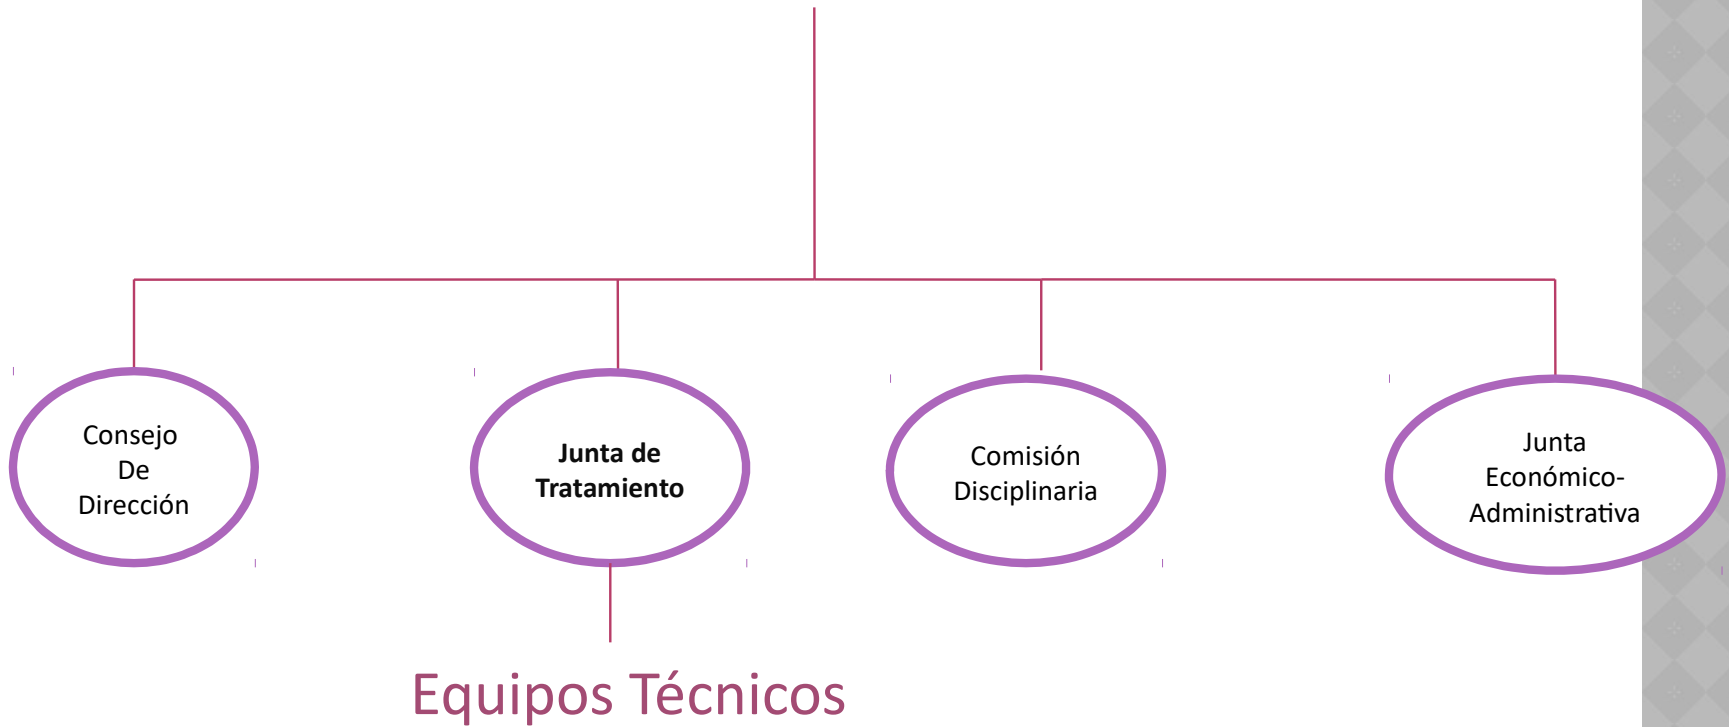 Consejo
De
Dirección
Junta de
Tratamiento
Comisión
Disciplinaria
Junta
Económico-
Administrativa
Equipos Técnicos